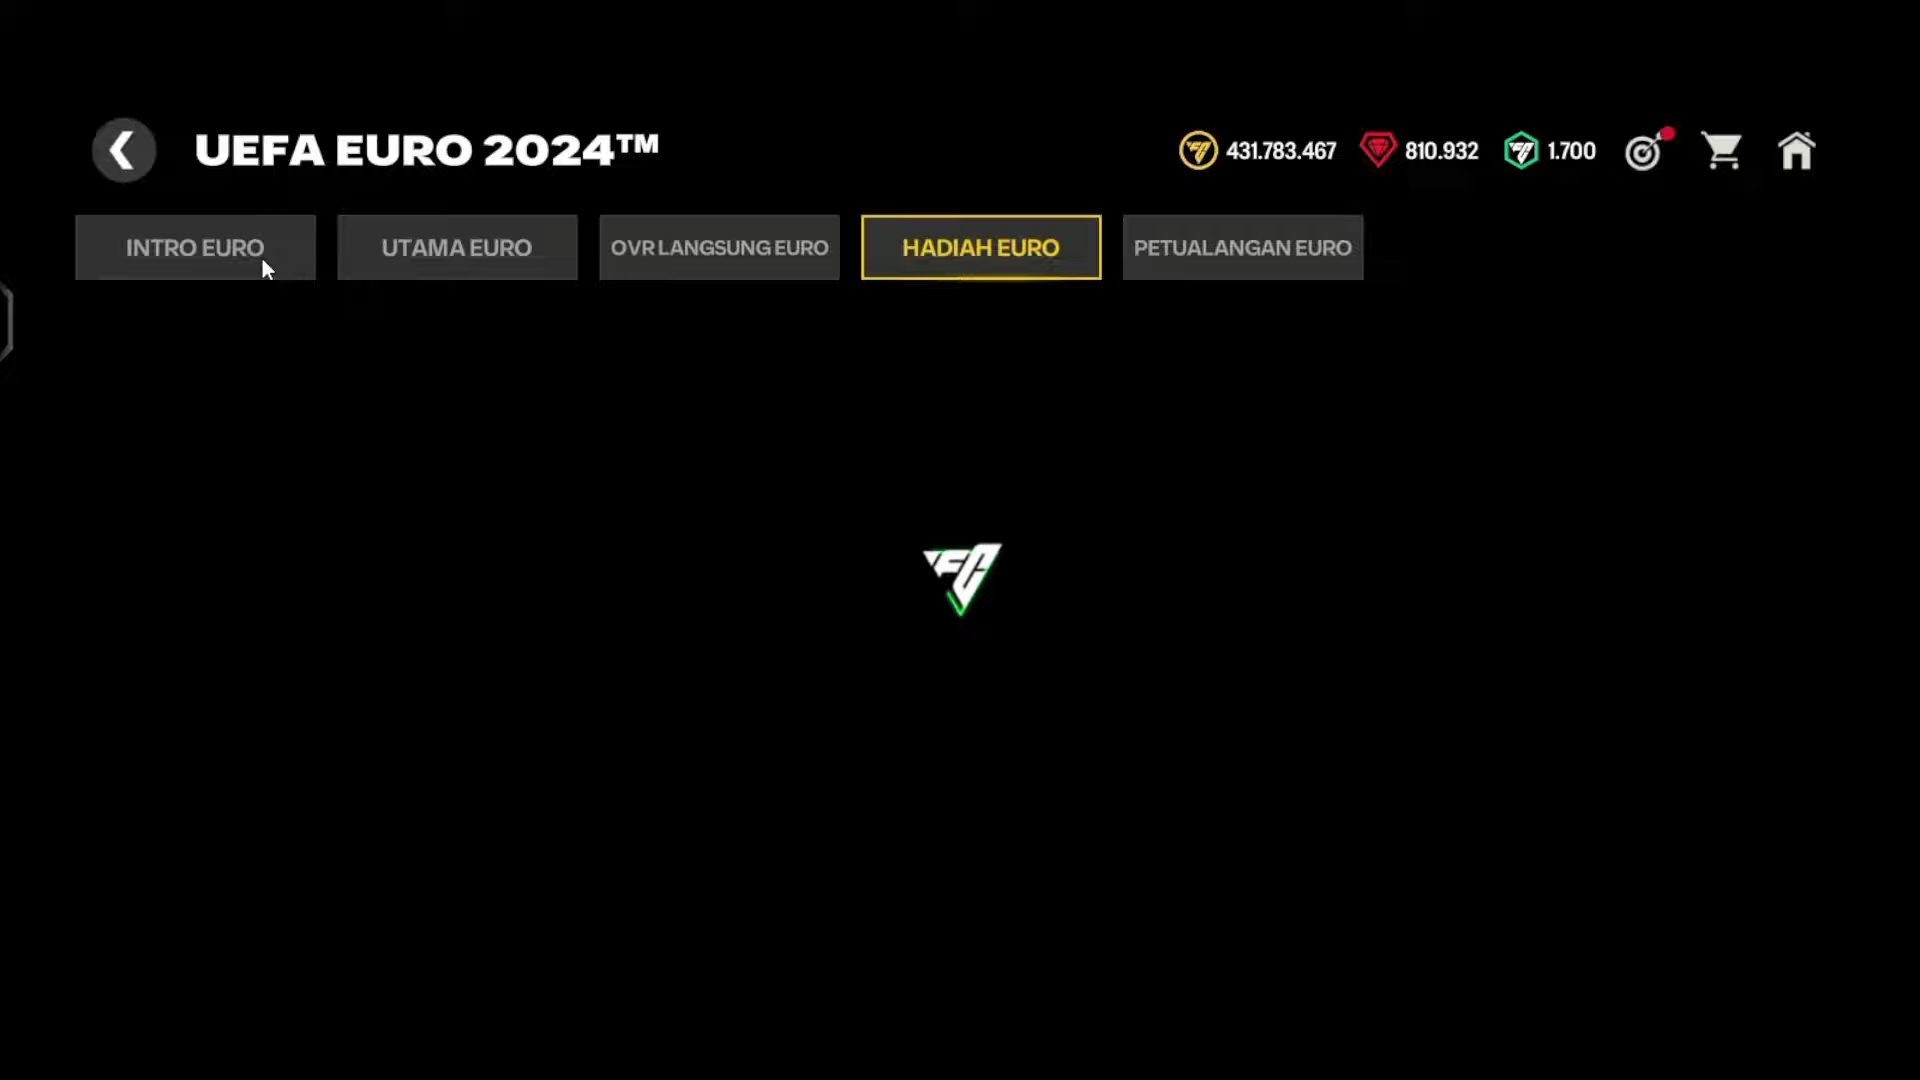 UEFA EURO 2024™
431.783.467
810.932
1.700
INTRO EURO
UTAMA EURO
OVR LANGSUNG EURO
HADIAH EURO
PETUALANGAN EURO
FC